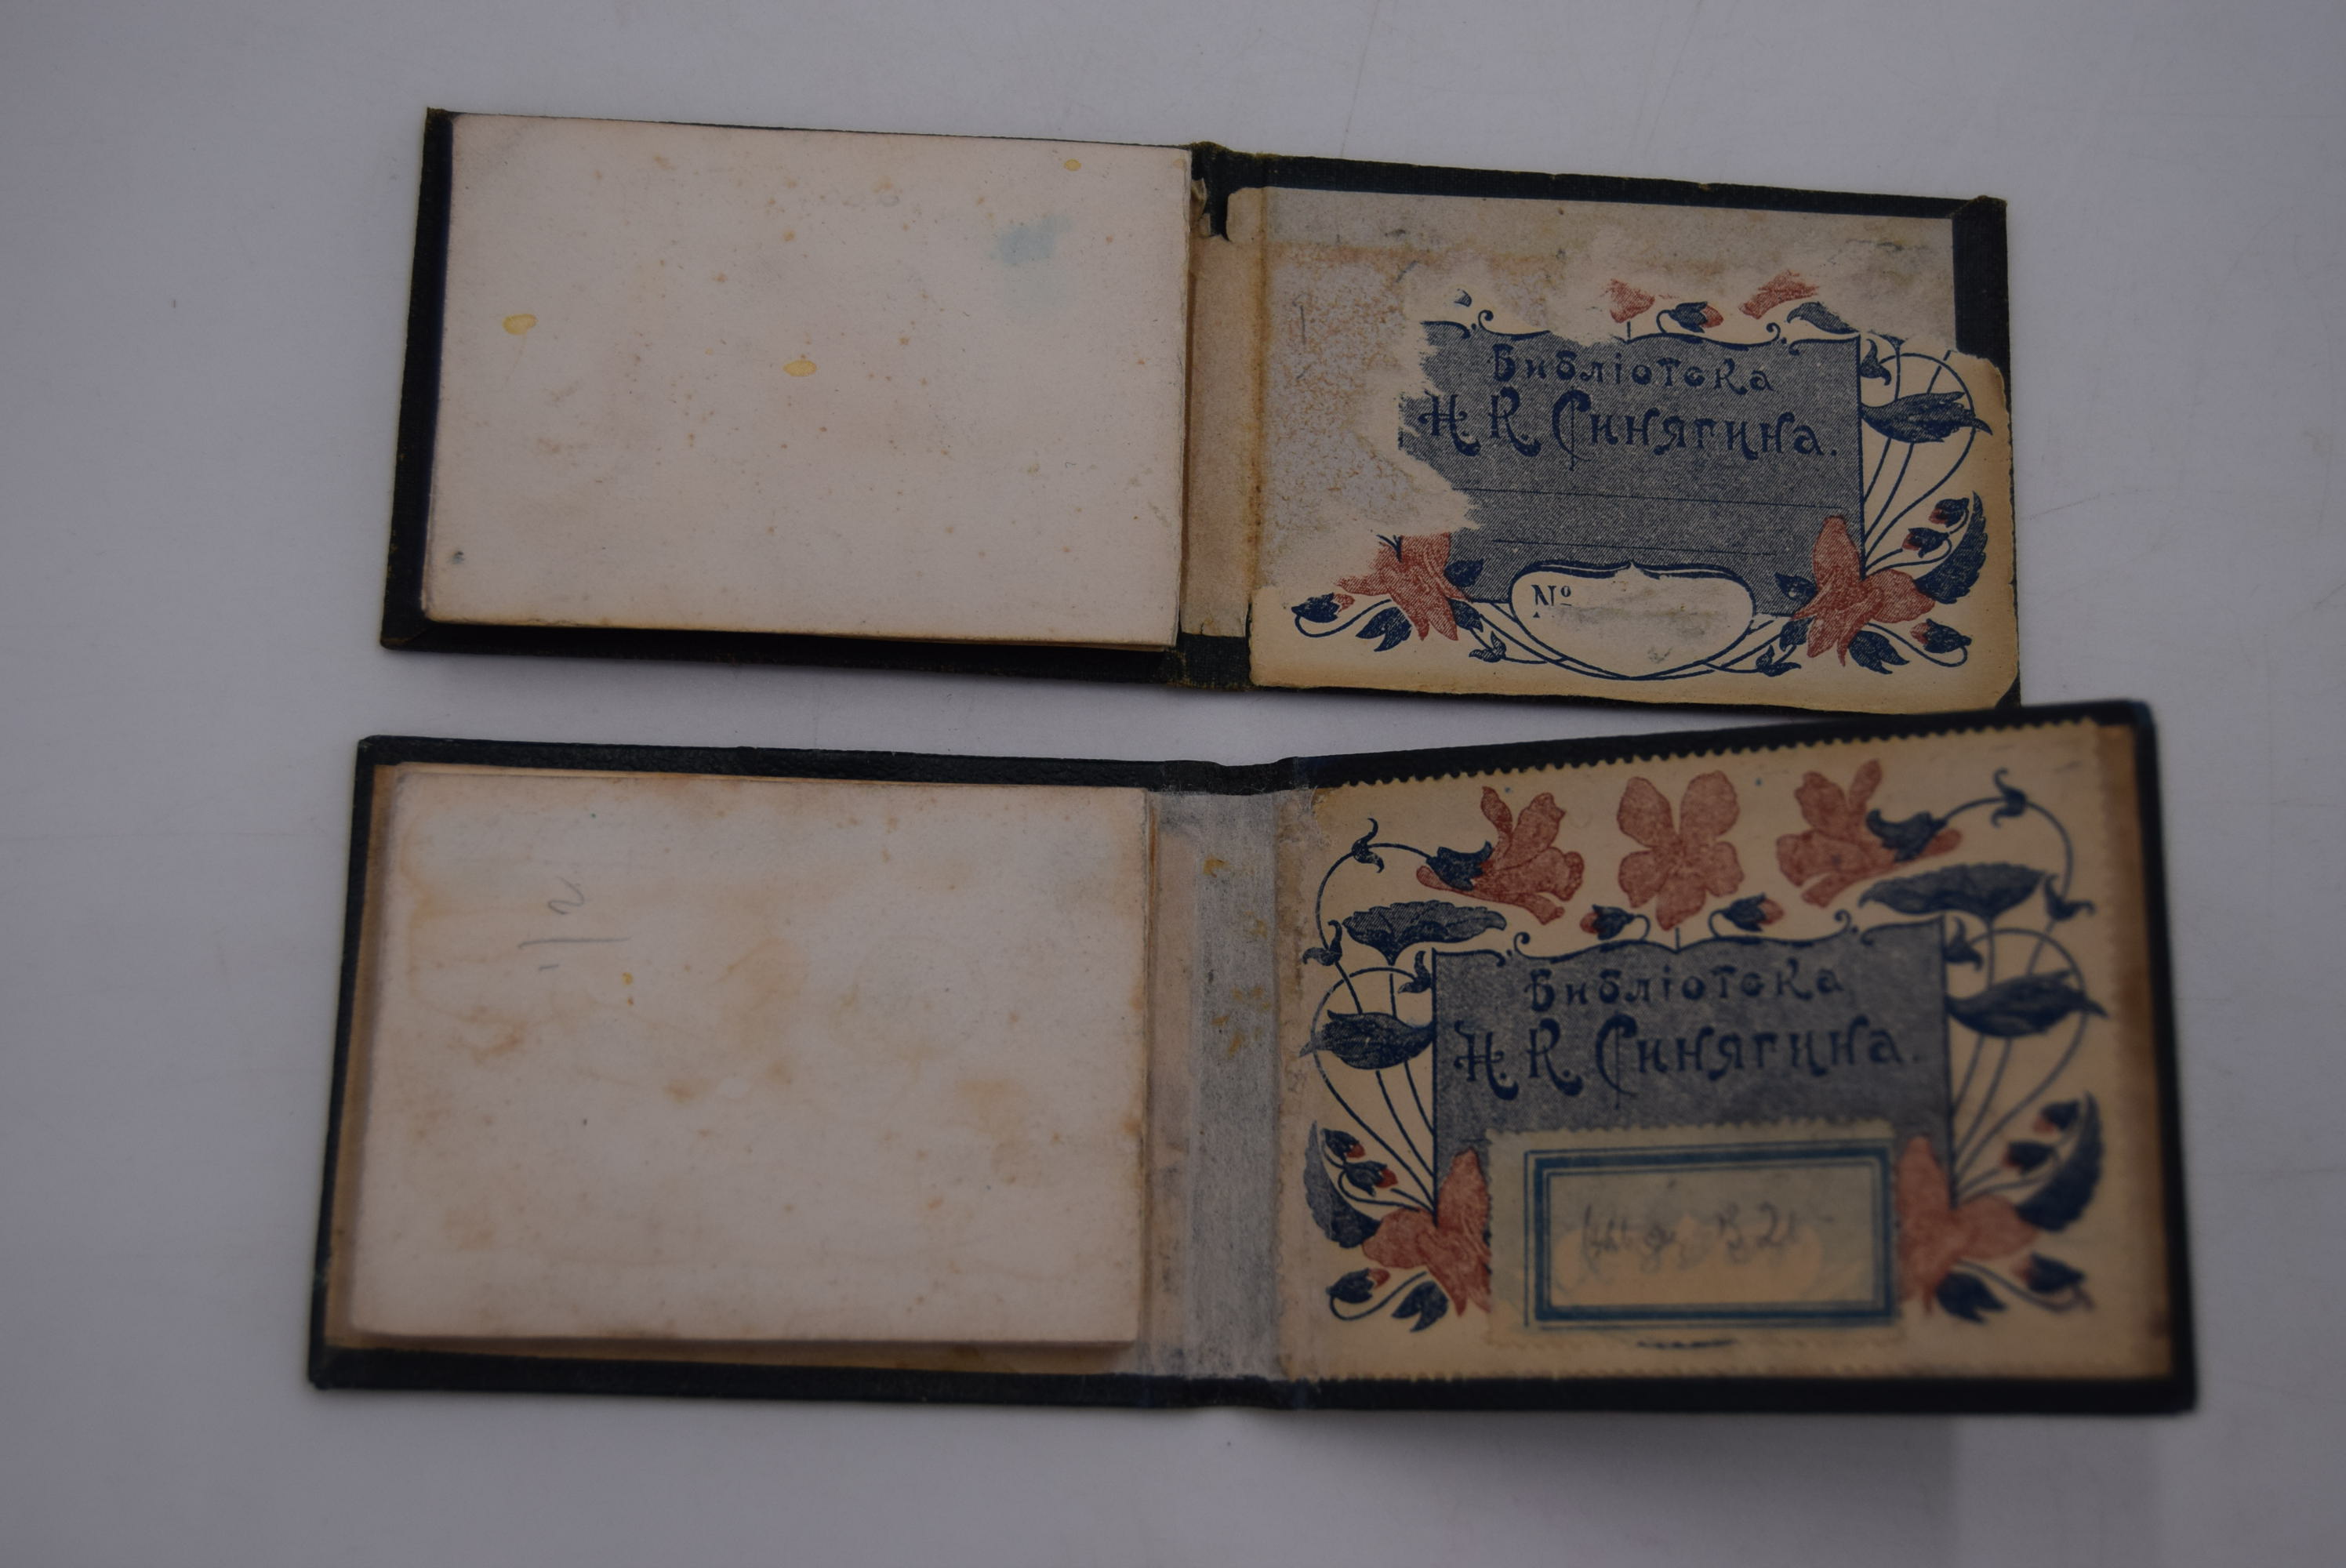 Библіотека
Н. К. Синягина.
№
Библіотека
Н. К. Синягина.